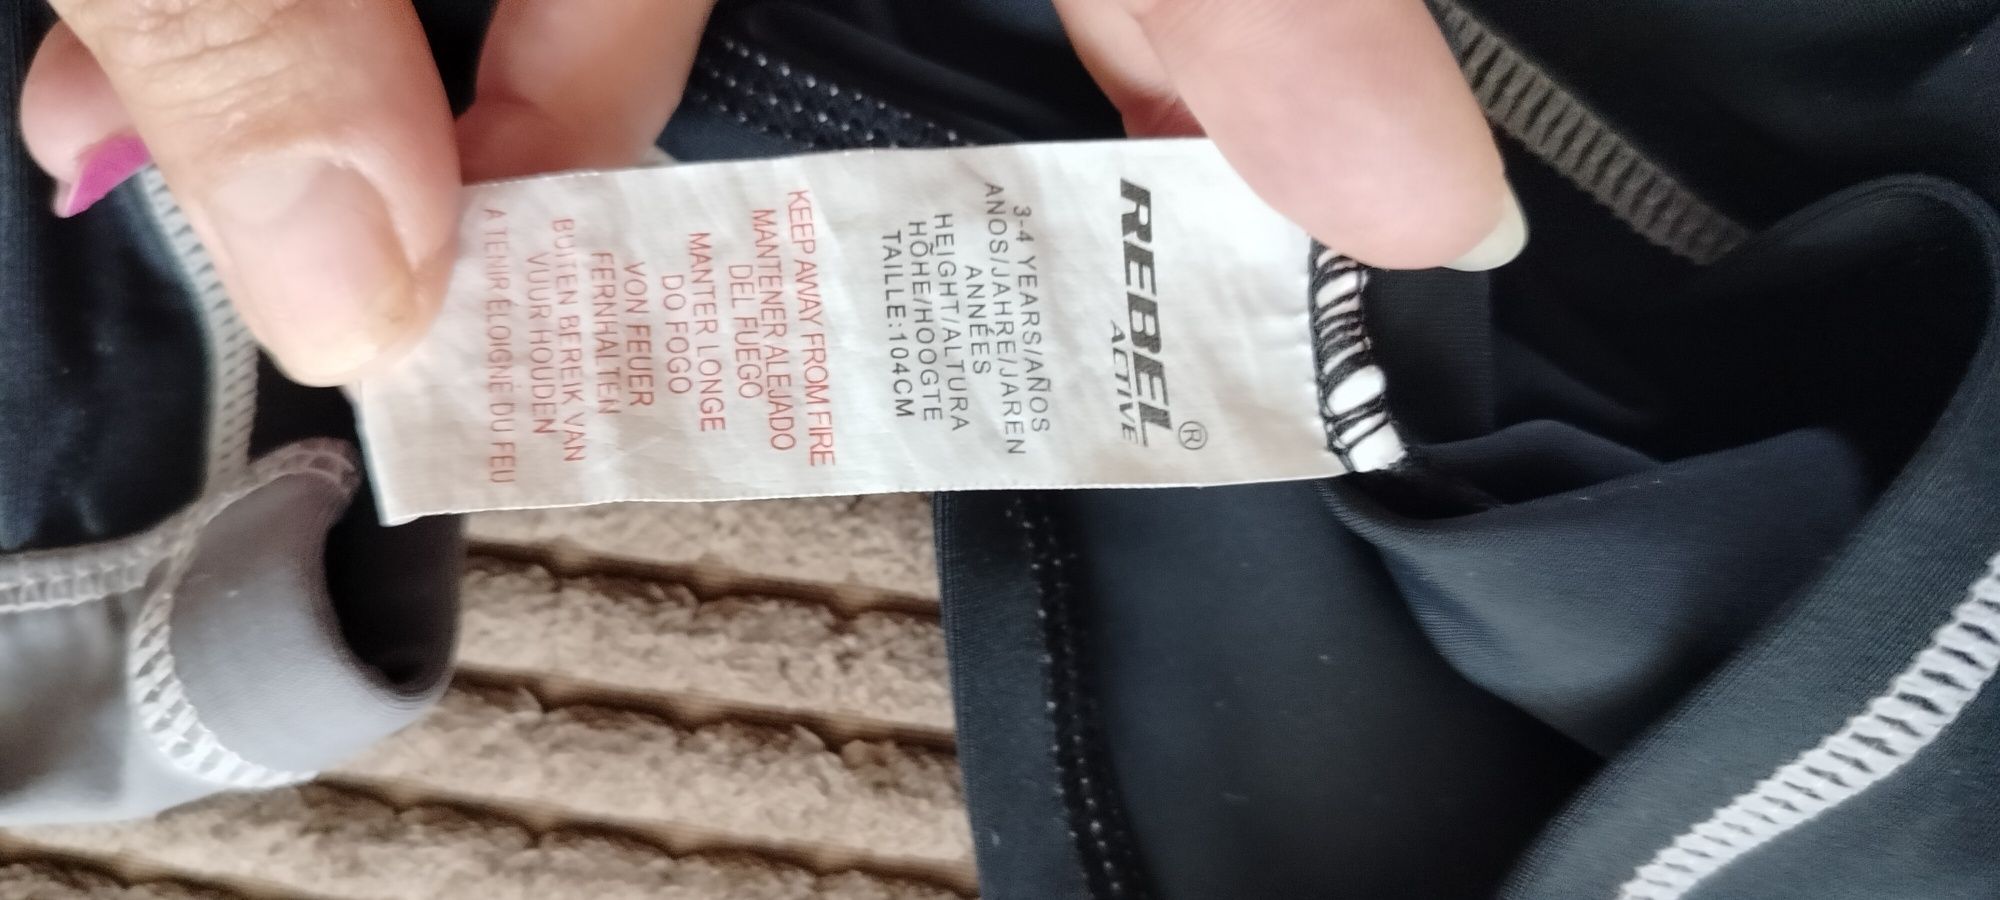 REBEL®
ACTIVE
3-4 YEARS/AÑOS
ANOS/JAHRE/JAREN
ANNÉES
HEIGHT/ALTURA
HÕHE/HOOGTE
TAILLE:104CM
KEEP AWAY FROM FIRE
MANTENER ALEJADO
DEL FUEGO
MANTER LONGE
DO FOGO
VON FEUER
FERNHALTEN
BUITEN BEREIK VAN
VUUR HOUDEN
A TENIR ÉLOIGNÉ DU FEU